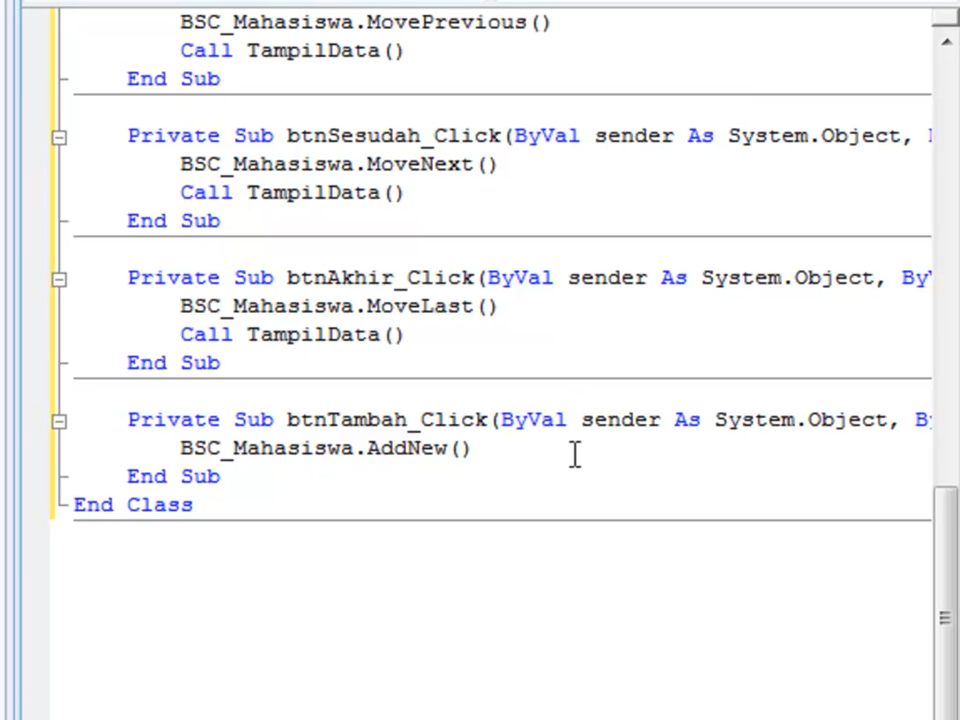 BSC_Mahasiswa.MovePrevious()
Call TampilData()
End Sub
Private Sub btnSesudah_Click(ByVal sender As System.Object,
BSC_Mahasiswa.MoveNext()
Call TampilData()
End Sub
Private Sub btnAkhir_Click(ByVal sender As System.Object, ByV
BSC_Mahasiswa.MoveLast()
Call TampilData()
End Sub
Private Sub btnTambah_Click(ByVal sender As System.Object, By
BSC_Mahasiswa.AddNew()
End Sub
End Class